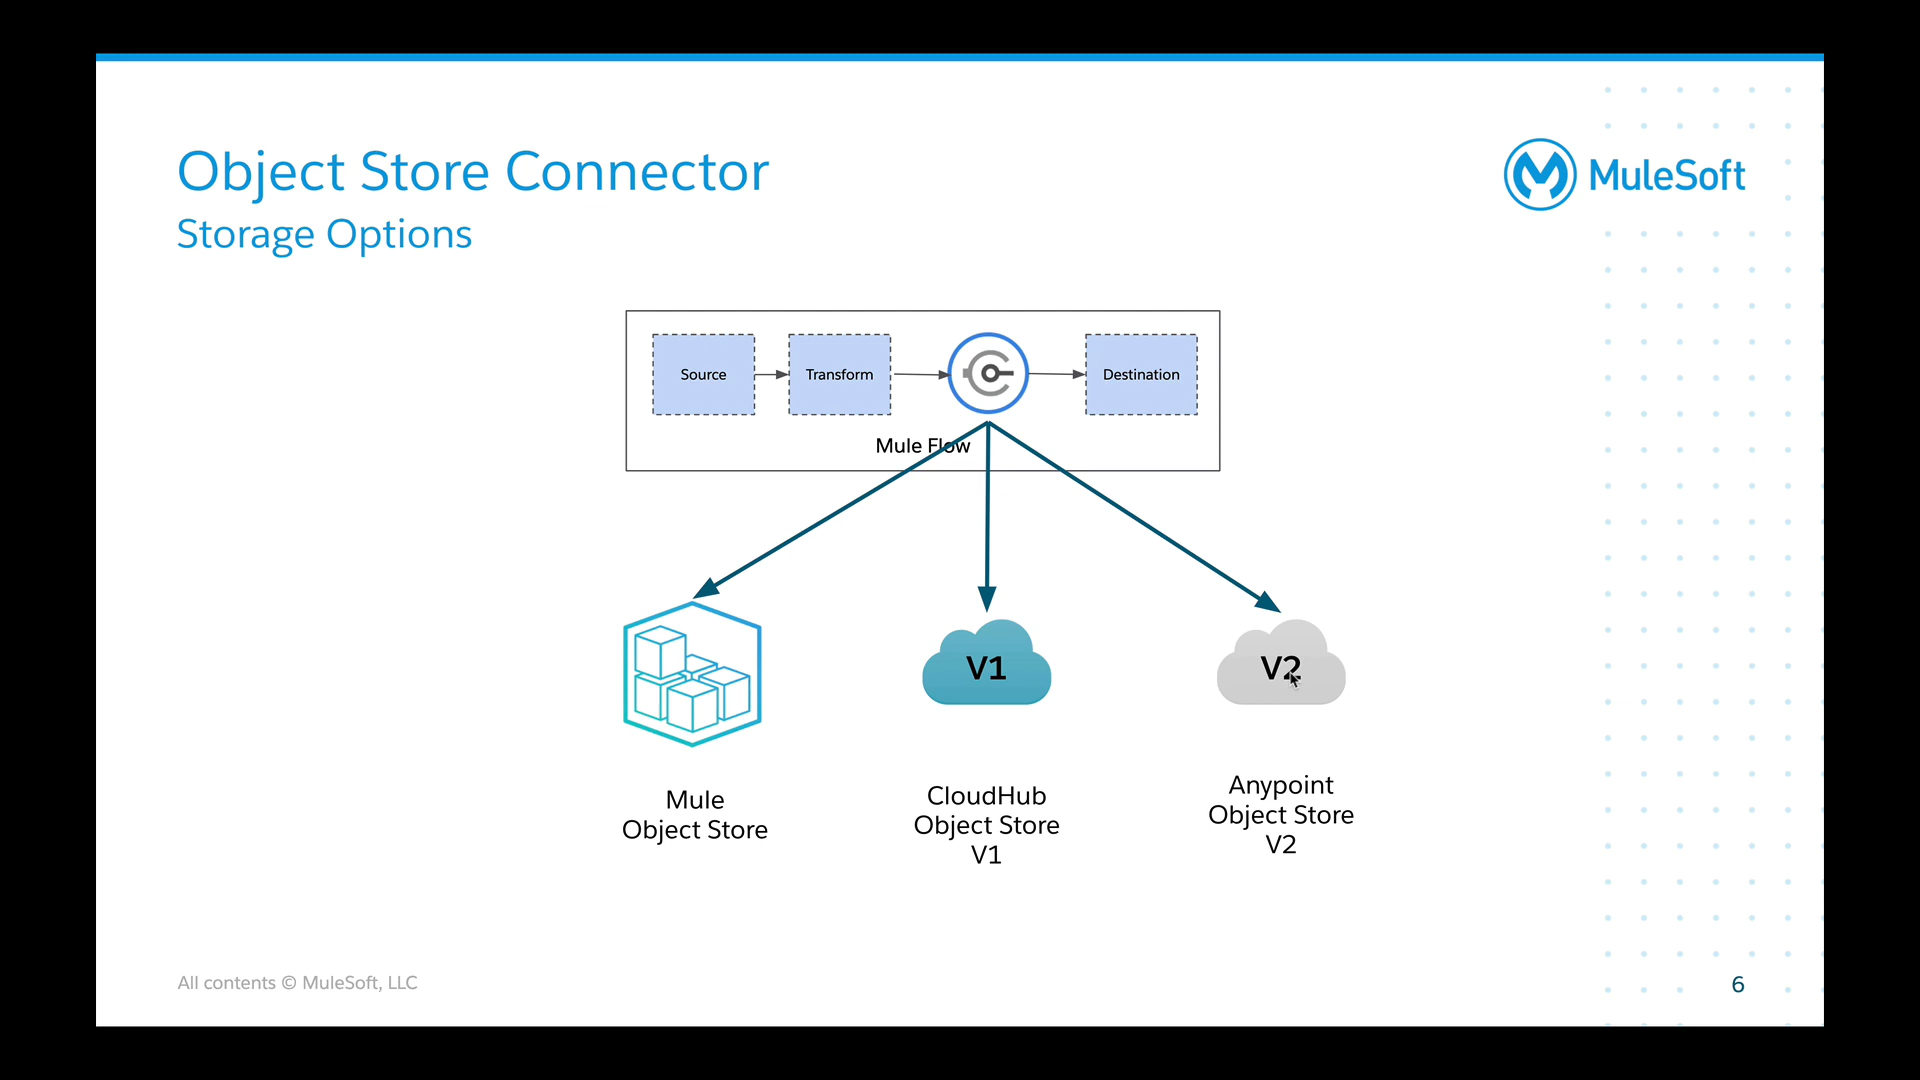 Object Store Connector
Storage Options
MuleSoft
Source
Transform
Destination
Mule Flow
V1
V2
Mule
Object Store
CloudHub
Object Store
V1
Anypoint
Object Store
V2
All contents © MuleSoft, LLC
6